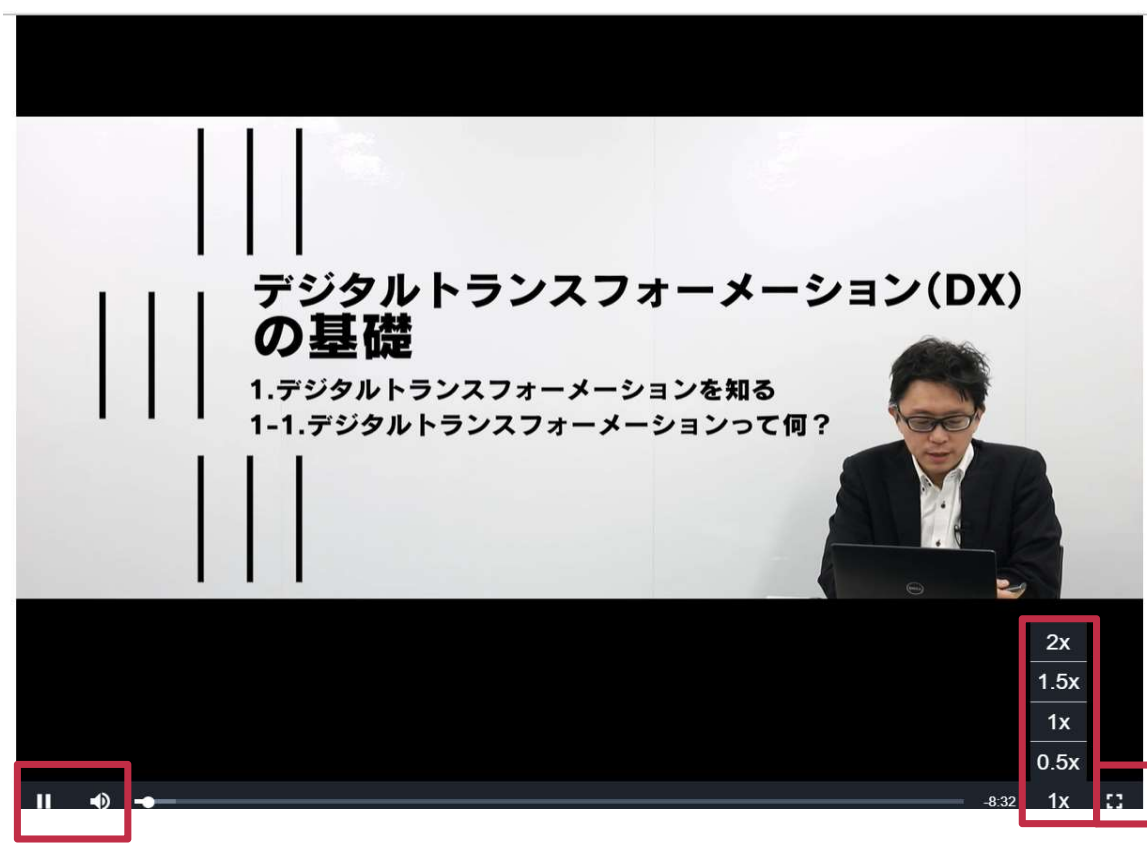 デジタルトランスフォーメーション(DX)
の基礎
1.デジタルトランスフォーメーションを知る
1-1.デジタルトランスフォーメーションって何?
DELL
2x
1.5x
1x
0.5x
-8:32
1x